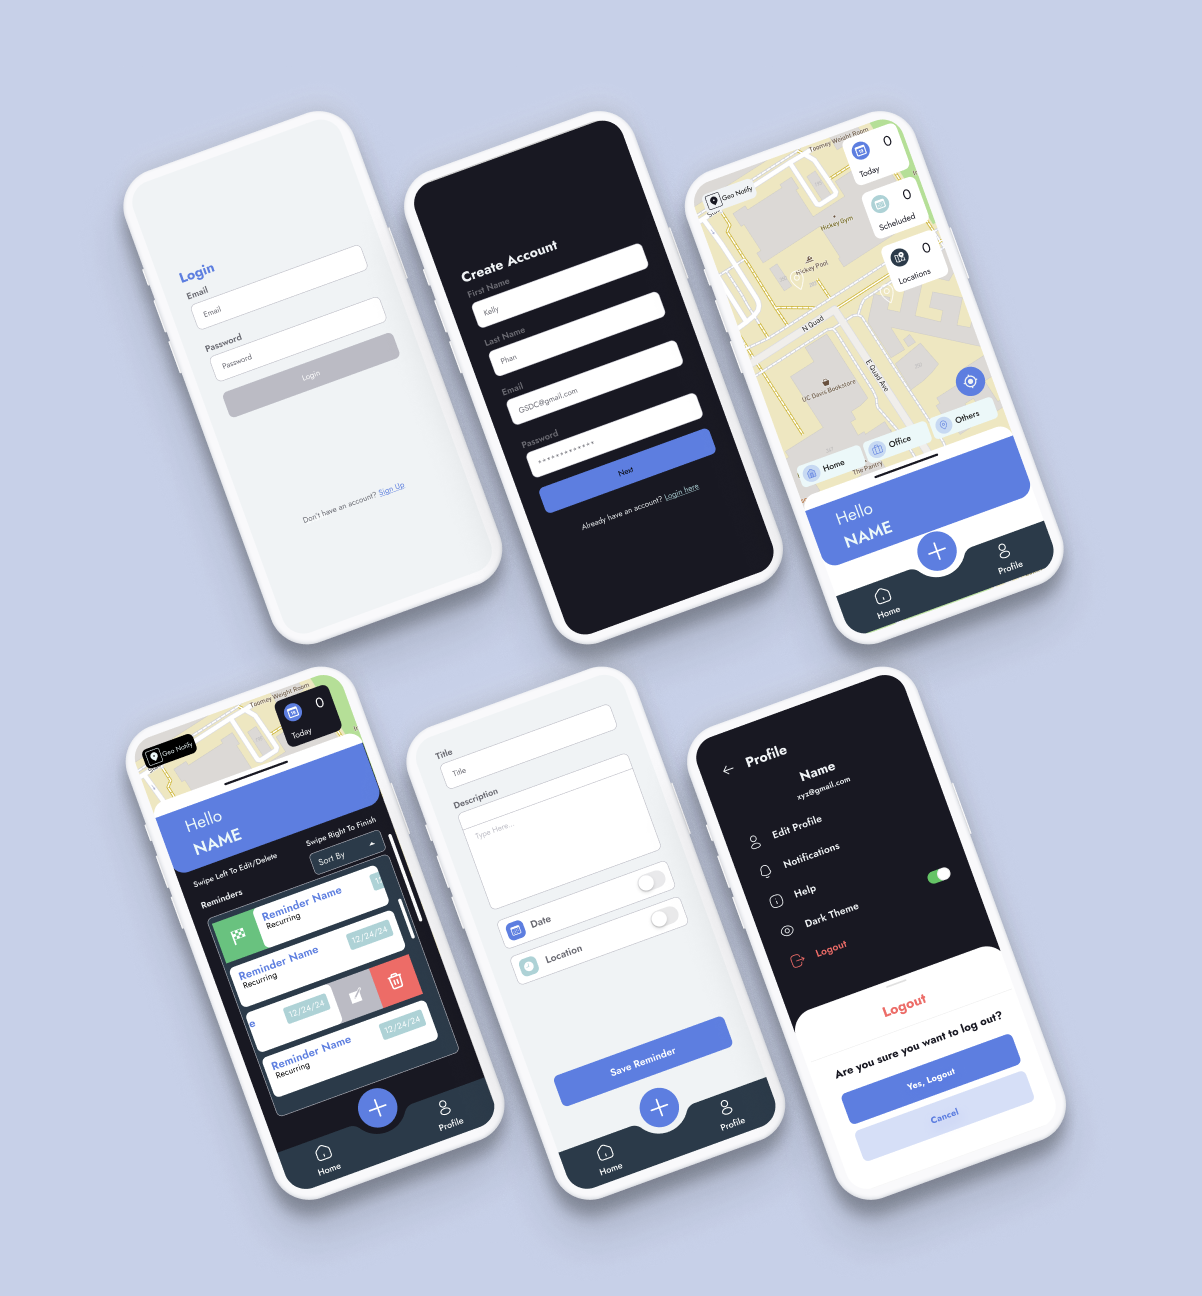 Login
Email
Email
Password
Password
Login
Don't have an account? Sign Up
Create Account
First Name
Kelly
Last Name
Phan
Email
GSDC@gmail.com
Password
Next
Already have an account? Login here
Toomey Weight Room
Geo Notify
0
Today
0
Scheluded
0
Locations
Hickey Gym
Hickey Pool
N Quad
E Quad Ave
UC Davis Bookstore
The Pantry
Home
Office
Others
Hello
NAME
Home
Profile
Toomey Weight Room
Geo Notify
0
Today
Hello
NAME
Swipe Left To Edit/Delete
Swipe Right To Finish
Sort By
Reminders
Reminder Name
Recurring
Reminder Name
Recurring
12/24/24
e
12/24/24
Reminder Name
Recurring
12/24/24
Home
Profile
Title
Title
Description
Type Here...
Date
Location
Save Reminder
Home
Profile
Profile
Name
xyz@gmail.com
Edit Profile
Notifications
Help
Dark Theme
Logout
Logout
Are you sure you want to log out?
Yes, Logout
Cancel